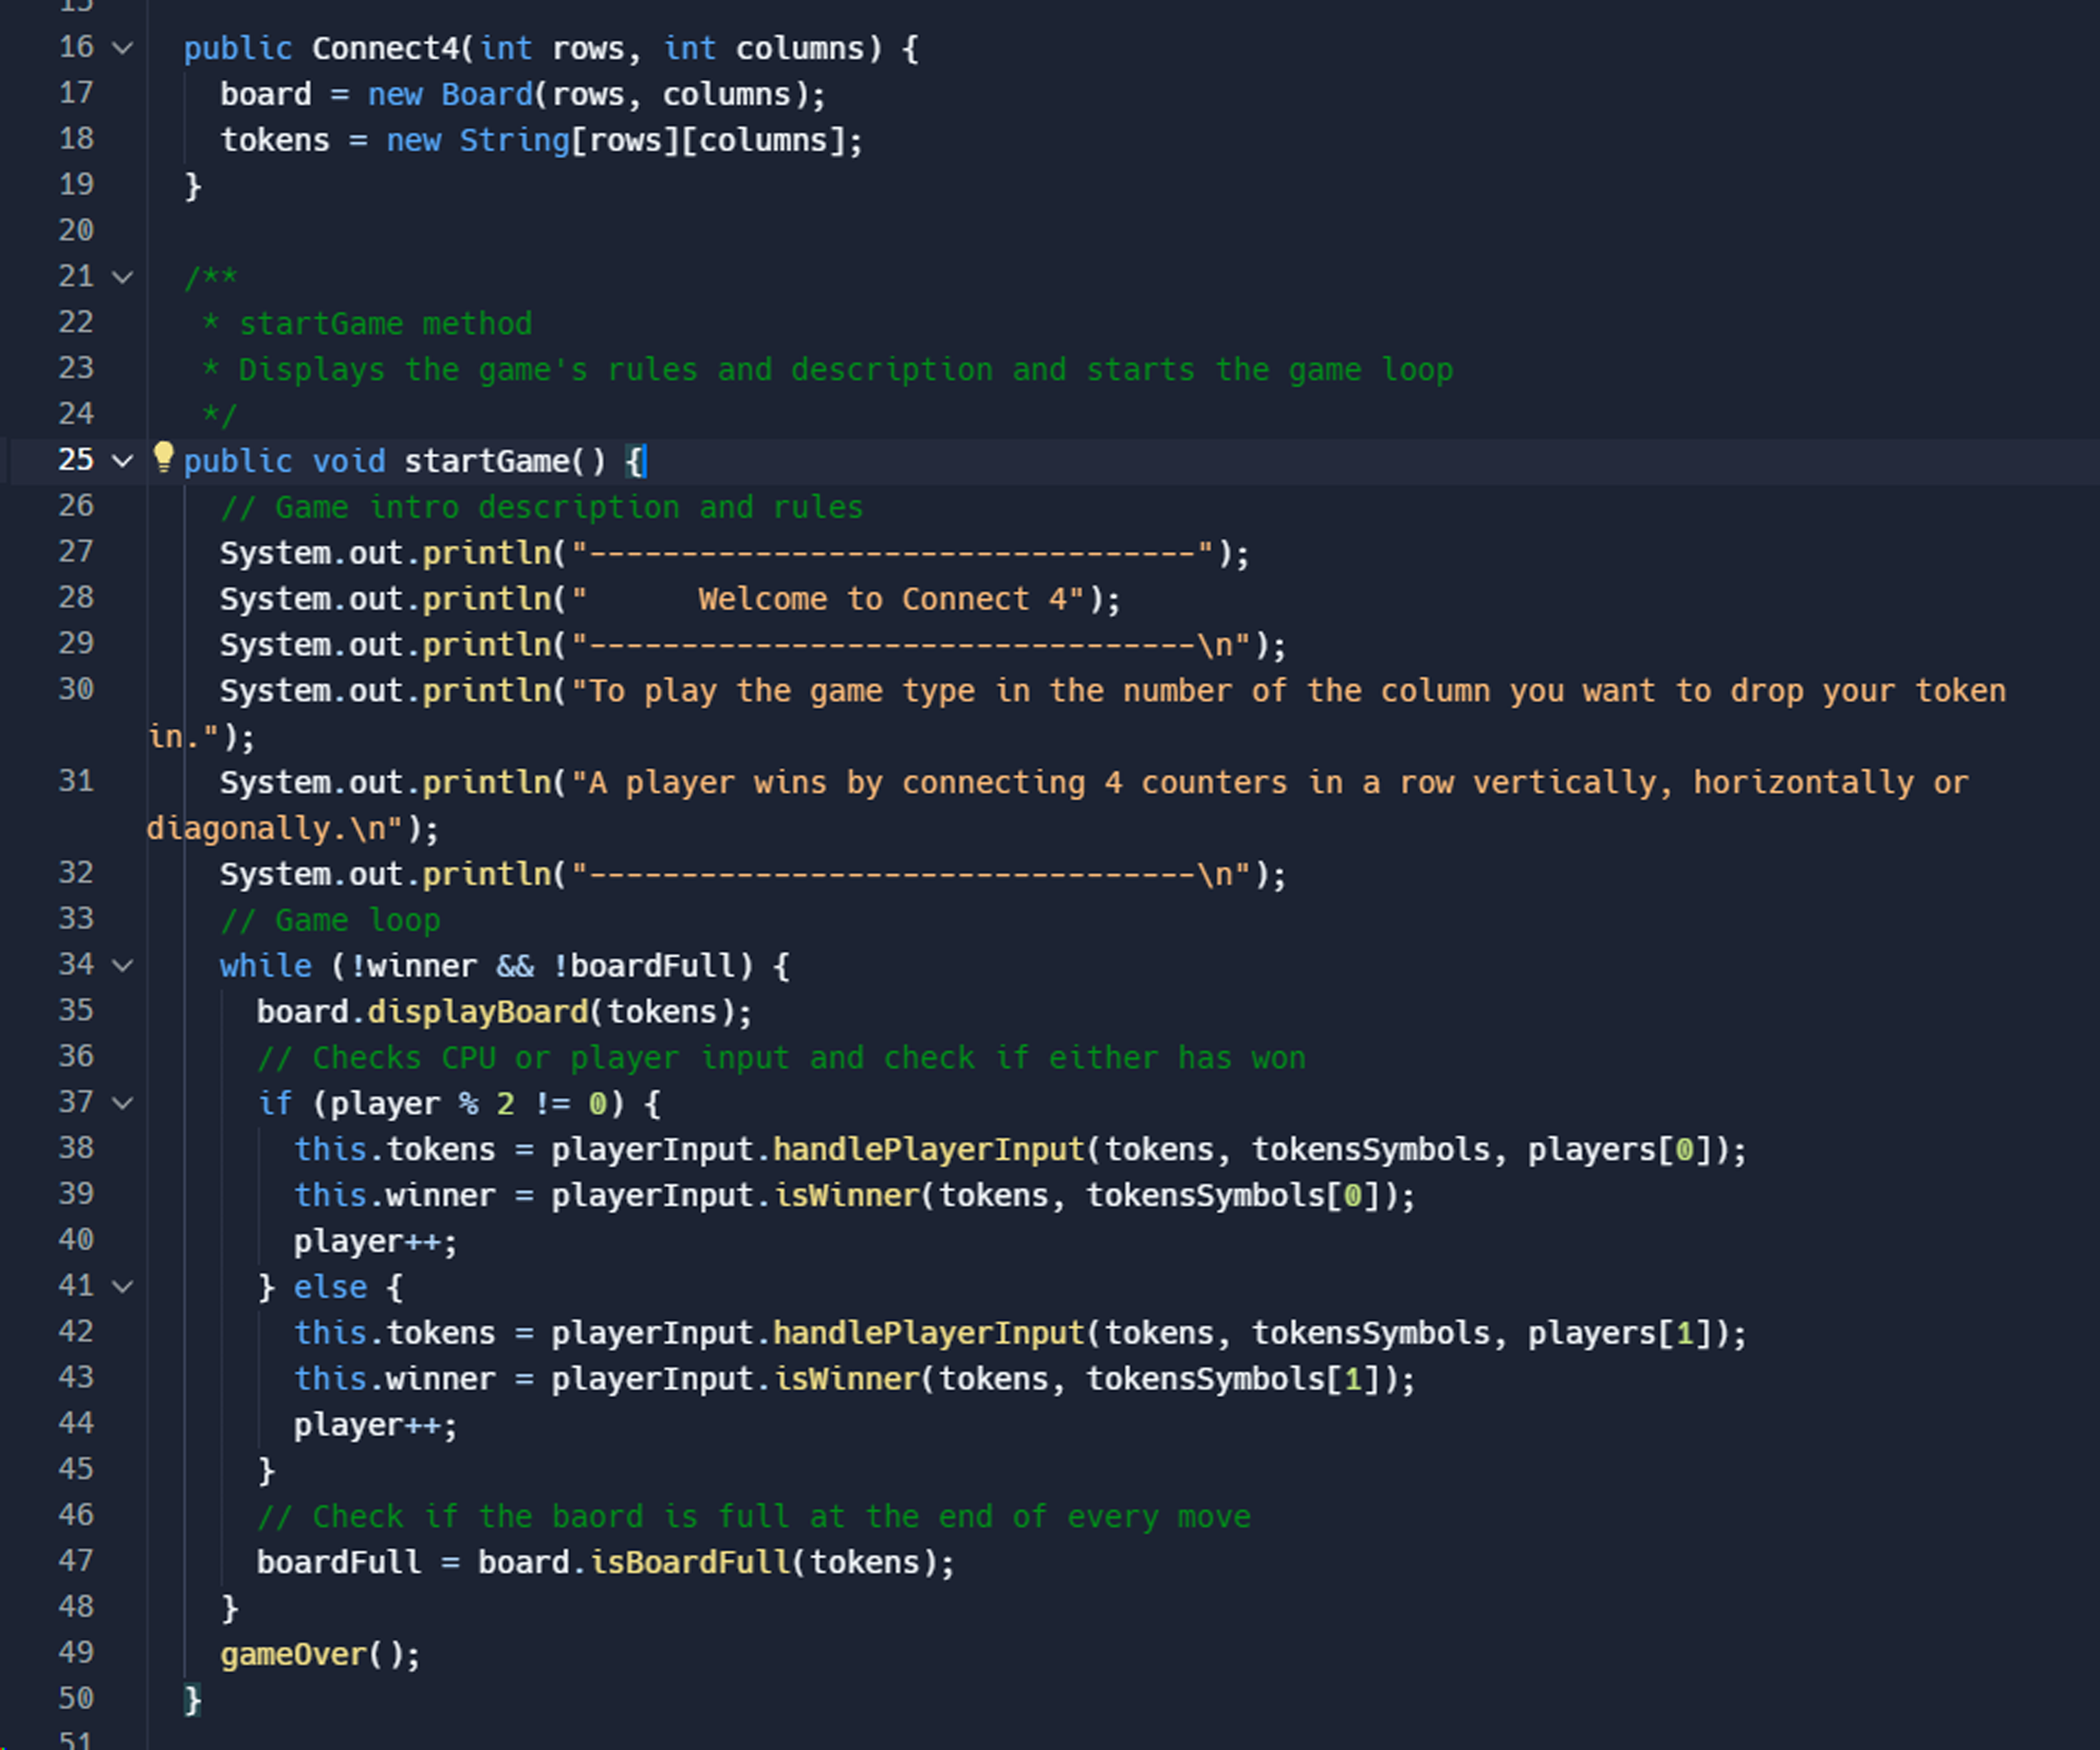 15
16 public Connect4(int rows, int columns) {
17 board = new Board(rows, columns);
18 tokens = new String[rows][columns];
19 }
20
21 /**
22 * startGame method
23 * Displays the game's rules and description and starts the game loop
24 */
25 public void startGame() {
26 // Game intro description and rules
27 System.out.println("---------------------------------");
28 System.out.println("      Welcome to Connect 4");
29 System.out.println("---------------------------------\n");
30 System.out.println("To play the game type in the number of the column you want to drop your token
in.");
31 System.out.println("A player wins by connecting 4 counters in a row vertically, horizontally or
diagonally.\n");
32 System.out.println("---------------------------------\n");
33 // Game loop
34 while (!winner && !boardFull) {
35 board.displayBoard(tokens);
36 // Checks CPU or player input and check if either has won
37 if (player % 2 != 0) {
38 this.tokens = playerInput.handlePlayerInput(tokens, tokensSymbols, players[0]);
39 this.winner = playerInput.isWinner(tokens, tokensSymbols[0]);
40 player++;
41 } else {
42 this.tokens = playerInput.handlePlayerInput(tokens, tokensSymbols, players[1]);
43 this.winner = playerInput.isWinner(tokens, tokensSymbols[1]);
44 player++;
45 }
46 // Check if the baord is full at the end of every move
47 boardFull = board.isBoardFull(tokens);
48 }
49 gameOver();
50 }
51